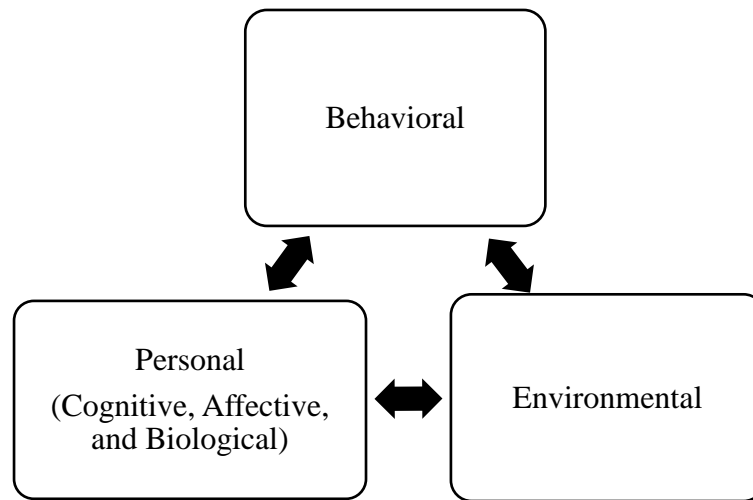 Behavioral
Personal
(Cognitive, Affective,
and Biological)
Environmental